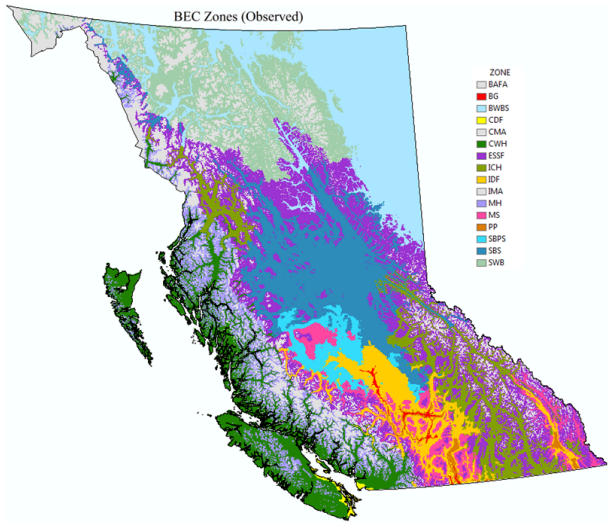 BEC Zones (Observed)
ZONE
BAFA
BG
BWBS
CDF
CMA
CWH
ESSF
ICH
IDF
IMA
MH
MS
PP
SBPS
SBS
SWB